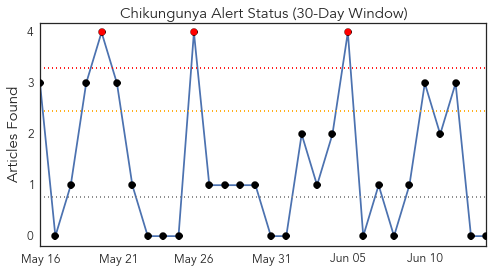 Chikungunya Alert Status (30-Day Window)
Articles Found
4
3
2
1
0
May 16 May 21 May 26 May 31 Jun 05 Jun 10